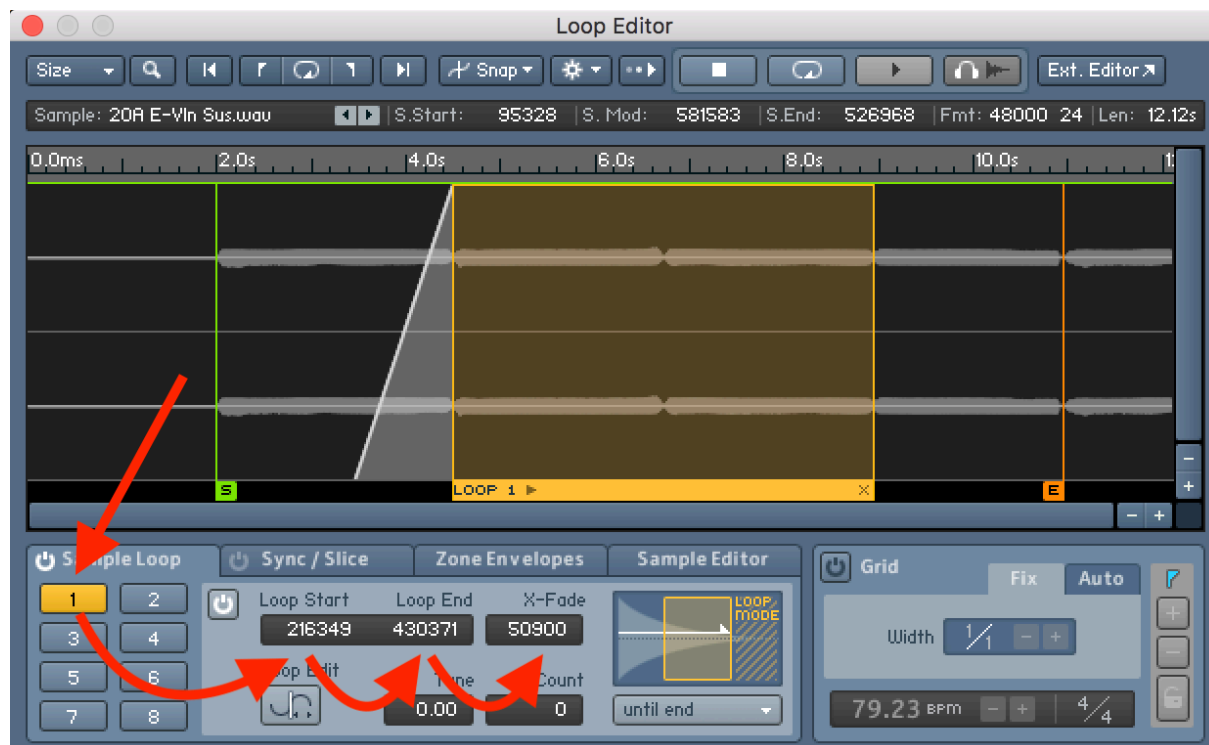 Loop Editor
Size Snap Ext. Editor
Sample: 20A E-Vln Sus.wav S.Start: 95328 S. Mod: 581583 S.End: 526968 Fmt: 48000 24 Len: 12.12s
0.0ms 2.0s 4.0s 6.0s 8.0s 10.0s
S LOOP 1 X E
- +
Sample Loop Sync / Slice Zone Envelopes Sample Editor Grid
Fix Auto
1 2 Loop Start Loop End X-Fade LOOP
MODE
216349 430371 50900 Width 1/1 - +
3 4
5 6 Loop Edit Tune Count
7 8 0.00 0 until end 79.23 BPM - + 4/4